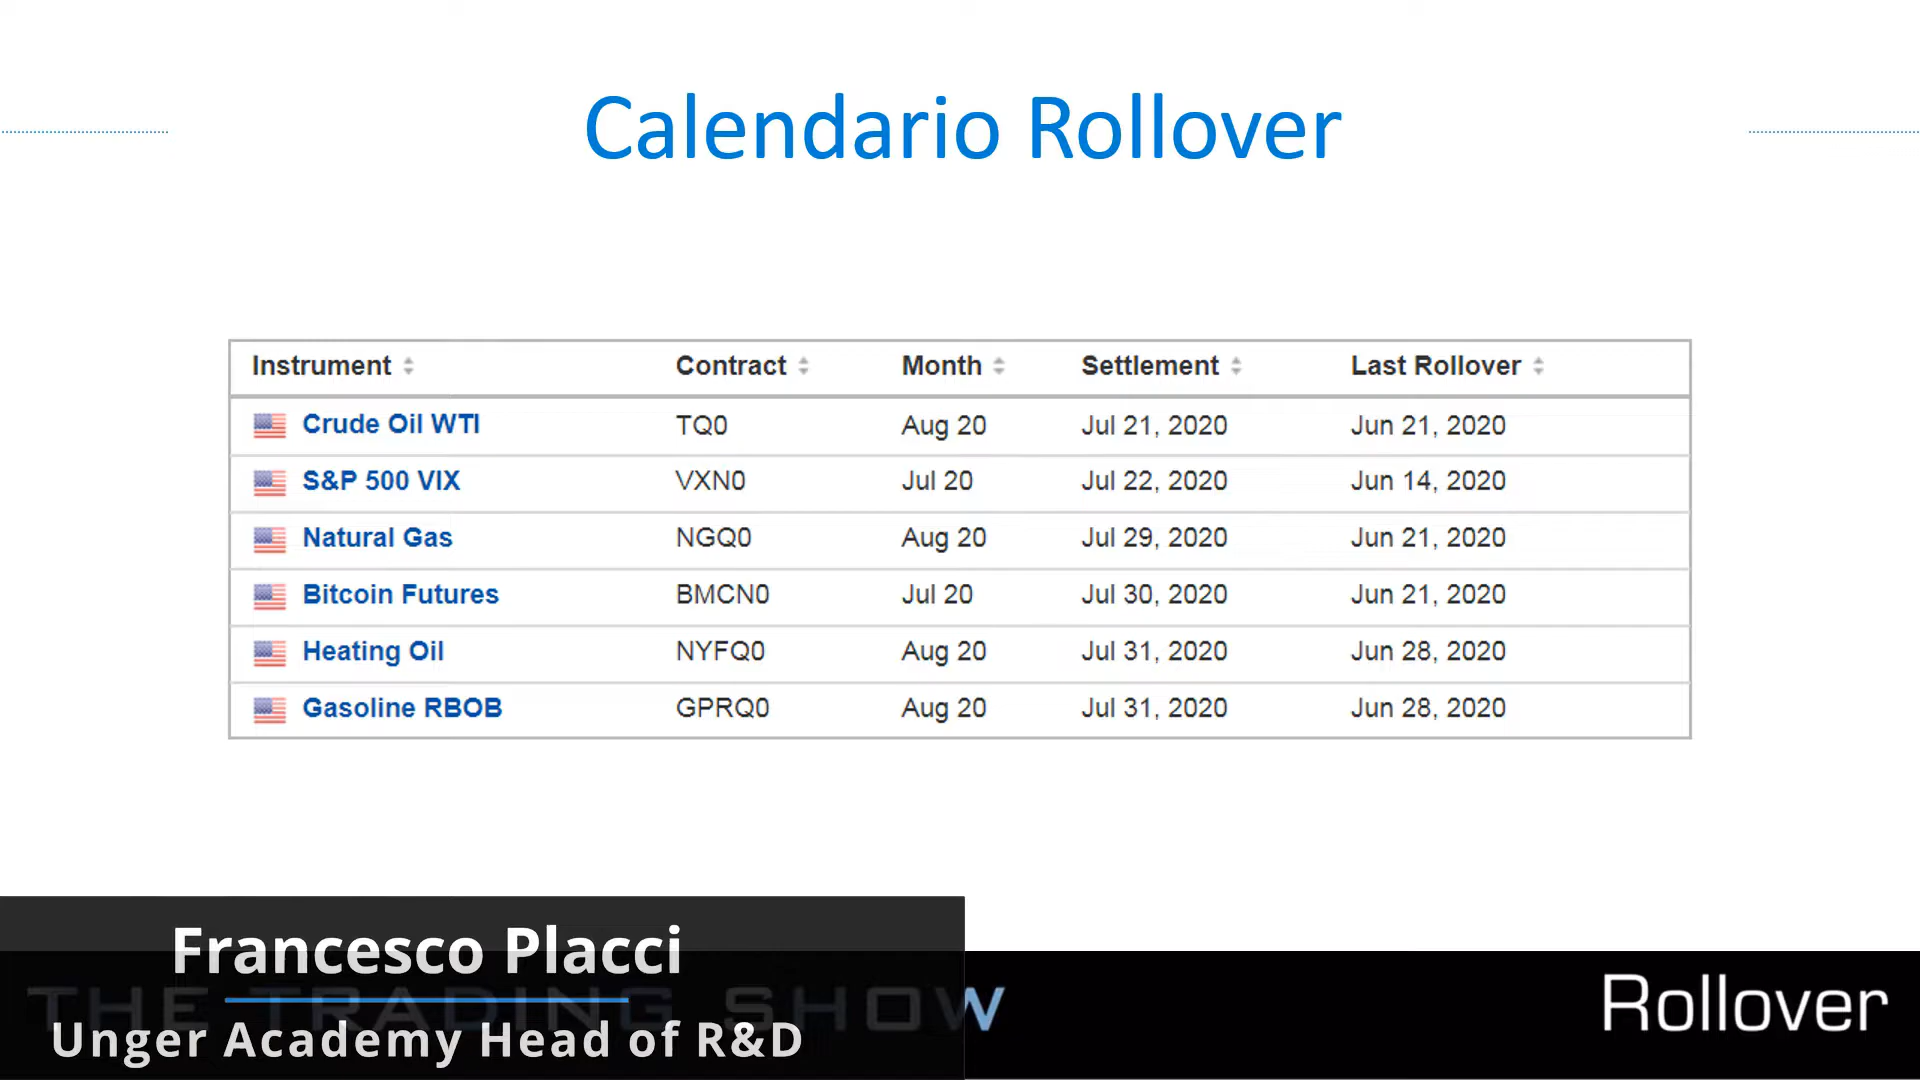 Calendario Rollover
Instrument Contract Month Settlement Last Rollover
Crude Oil WTI TQ0 Aug 20 Jul 21, 2020 Jun 21, 2020
S&P 500 VIX VXN0 Jul 20 Jul 22, 2020 Jun 14, 2020
Natural Gas NGQ0 Aug 20 Jul 29, 2020 Jun 21, 2020
Bitcoin Futures BMCN0 Jul 20 Jul 30, 2020 Jun 21, 2020
Heating Oil NYFQ0 Aug 20 Jul 31, 2020 Jun 28, 2020
Gasoline RBOB GPRQ0 Aug 20 Jul 31, 2020 Jun 28, 2020
Francesco Placci
THE TRADING SHOW
Unger Academy Head of R&D
Rollover